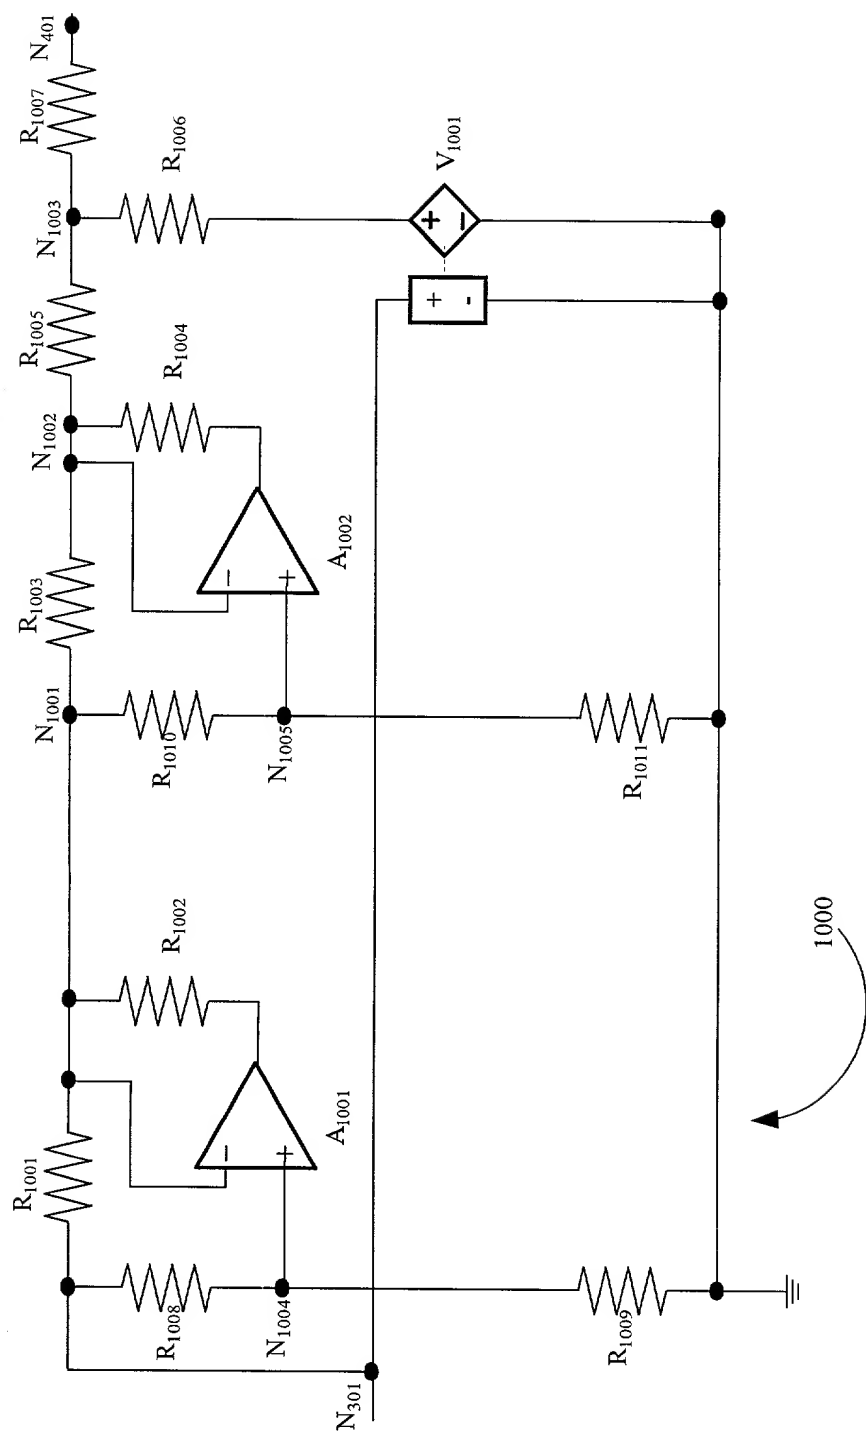 R1001
R1003
N1002
R1005
N1003
R1007
N401
N1001
R1008
R1002
R1010
R1004
R1006
N1004
N1005
− +
A1001
− +
A1002
N301
+ -
+ −
V1001
R1009
R1011
1000